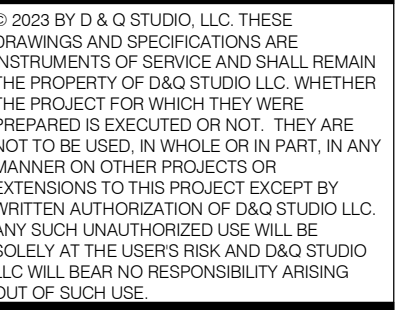 © 2023 BY D & Q STUDIO, LLC. THESE
DRAWINGS AND SPECIFICATIONS ARE
INSTRUMENTS OF SERVICE AND SHALL REMAIN
THE PROPERTY OF D&Q STUDIO LLC. WHETHER
THE PROJECT FOR WHICH THEY WERE
PREPARED IS EXECUTED OR NOT. THEY ARE
NOT TO BE USED, IN WHOLE OR IN PART, IN ANY
MANNER ON OTHER PROJECTS OR
EXTENSIONS TO THIS PROJECT EXCEPT BY
WRITTEN AUTHORIZATION OF D&Q STUDIO LLC.
ANY SUCH UNAUTHORIZED USE WILL BE
SOLELY AT THE USER'S RISK AND D&Q STUDIO
LLC WILL BEAR NO RESPONSIBILITY ARISING
OUT OF SUCH USE.